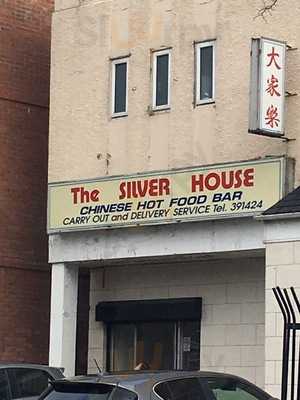 大家樂
The SILVER HOUSE
CHINESE HOT FOOD BAR
CARRY OUT and DELIVERY SERVICE Tel. 391424